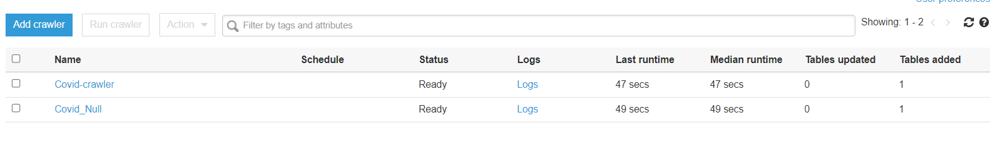 User preferences
Add crawler Run crawler Action Filter by tags and attributes Showing: 1 - 2
Name Schedule Status Logs Last runtime Median runtime Tables updated Tables added
Covid-crawler Ready Logs 47 secs 47 secs 0 1
Covid_Null Ready Logs 49 secs 49 secs 0 1